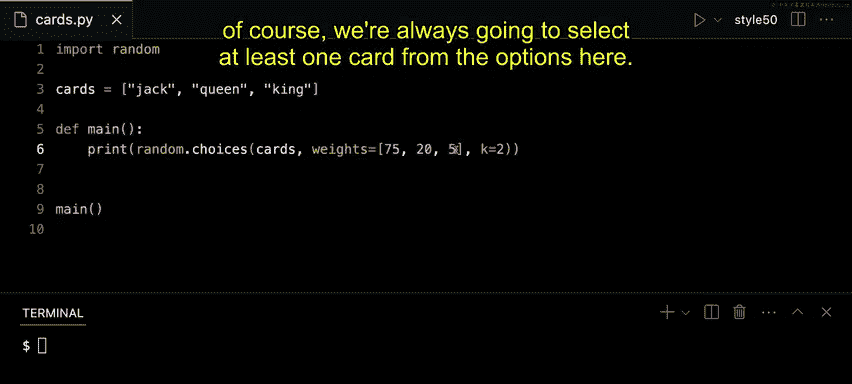 of course, we're always going to select
at least one card from the options here.
cards.py
style50
1 import random
2
3 cards = ["jack", "queen", "king"]
4
5 def main():
6 print(random.choices(cards, weights=[75, 20, 5], k=2))
7
8
9 main()
10
TERMINAL
$